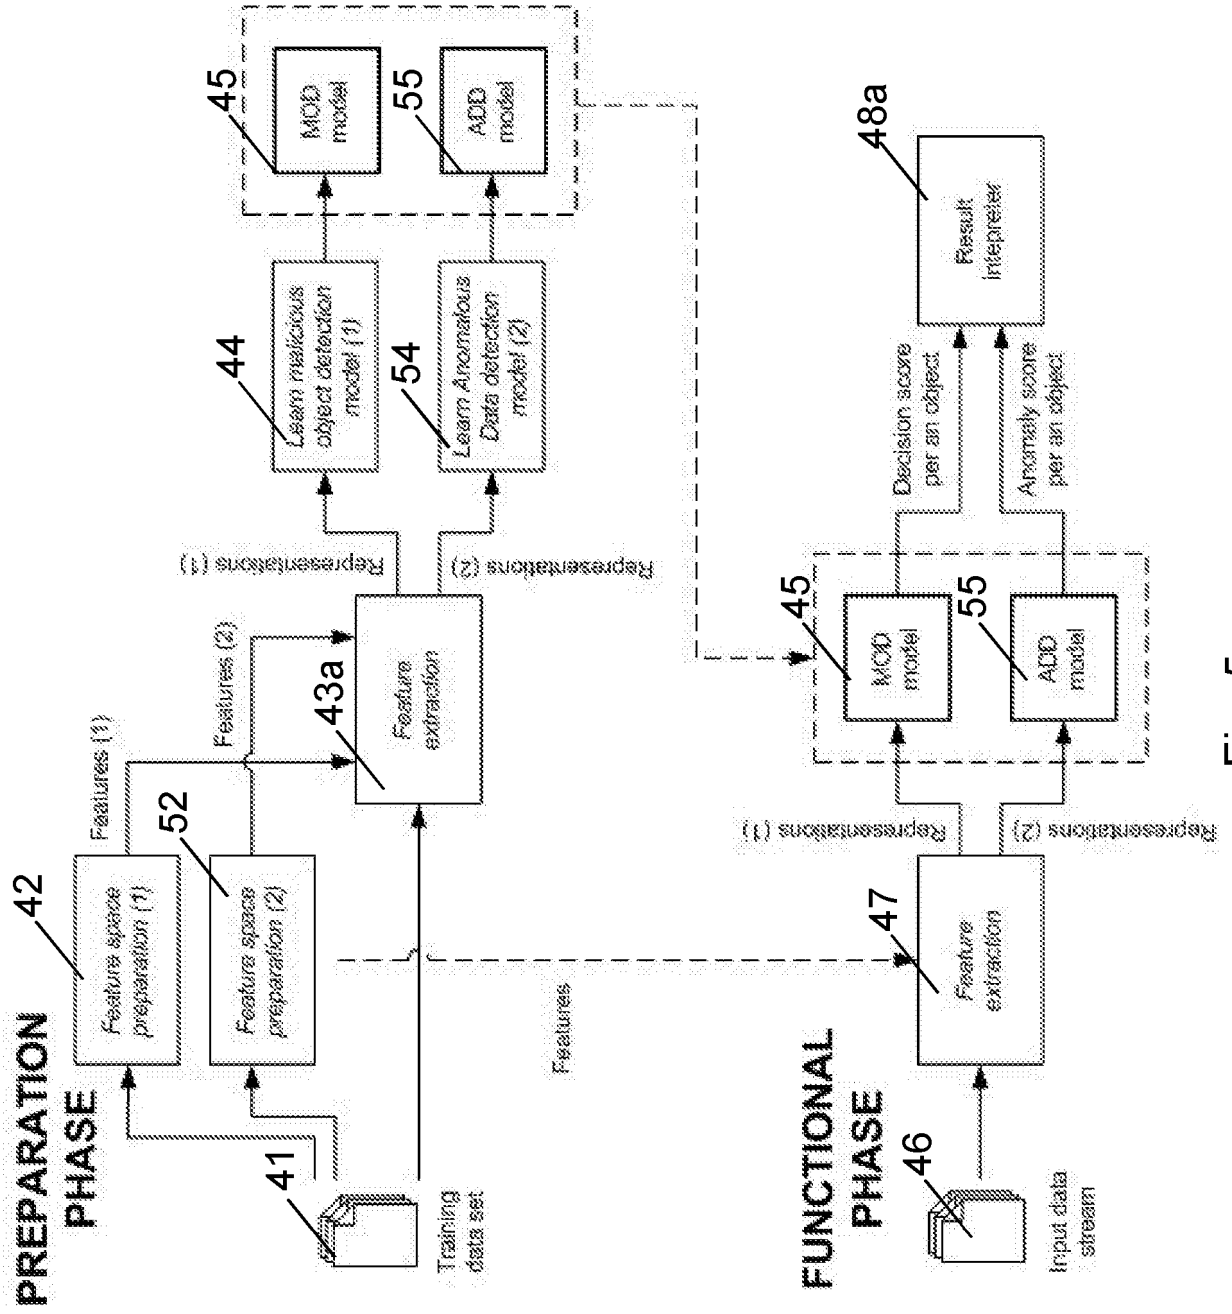 PREPARATION
PHASE
41
Training
data set
42
Feature space
preparation (1)
52
Feature space
preparation (2)
Features (1)
Features (2)
43a
Feature
extraction
Representations (1)
Representations (2)
44
Learn malicious
object detection
model (1)
54
Learn Anomalous
Data detection
model (2)
45
MOD
model
55
ADD
model
Features
FUNCTIONAL
PHASE
46
Input data
stream
47
Feature
extraction
Representations (1)
Representations (2)
45
MOD
model
55
ADD
model
Decision score
per an object
Anomaly score
per an object
48a
Result
intepreter